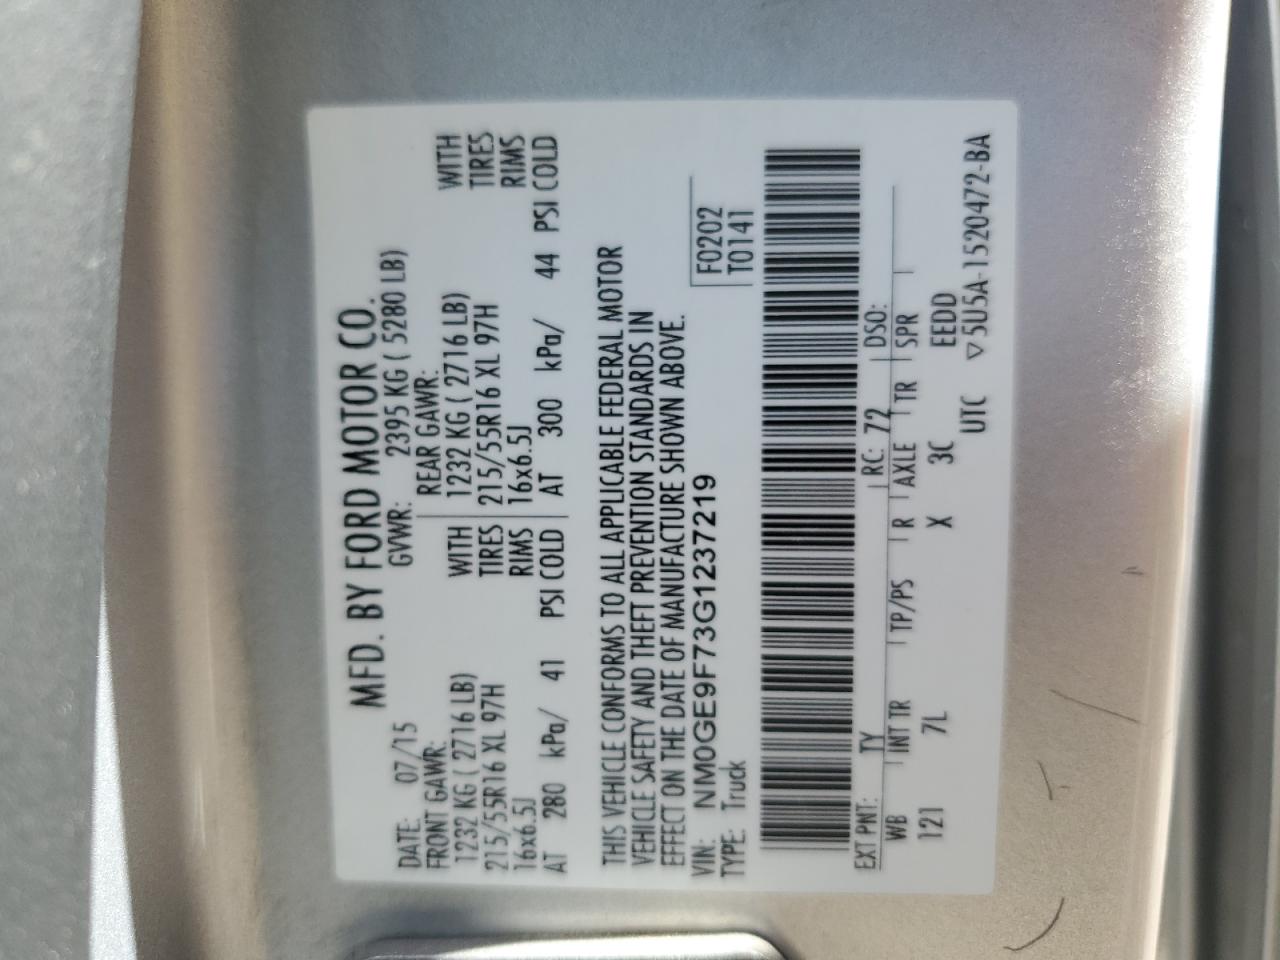 MFD. BY FORD MOTOR CO.
DATE: 07/15 GVWR: 2395 KG ( 5280 LB)
FRONT GAWR: REAR GAWR:
1232 KG ( 2716 LB) WITH 1232 KG ( 2716 LB) WITH
215/55R16 XL 97H TIRES 215/55R16 XL 97H TIRES
16x6.5J RIMS 16x6.5J RIMS
AT 280 kPa/ 41 PSI COLD AT 300 kPa/ 44 PSI COLD
THIS VEHICLE CONFORMS TO ALL APPLICABLE FEDERAL MOTOR
VEHICLE SAFETY AND THEFT PREVENTION STANDARDS IN
EFFECT ON THE DATE OF MANUFACTURE SHOWN ABOVE.
VIN: NM0GE9F73G1237219 F0202
TYPE: Truck T0141
EXT PNT: TY RC: 72 DSO:
WB INT TR TP/PS R AXLE TR SPR
121 7L X 3C EEDD
UTC ▽5U5A-1520472-BA